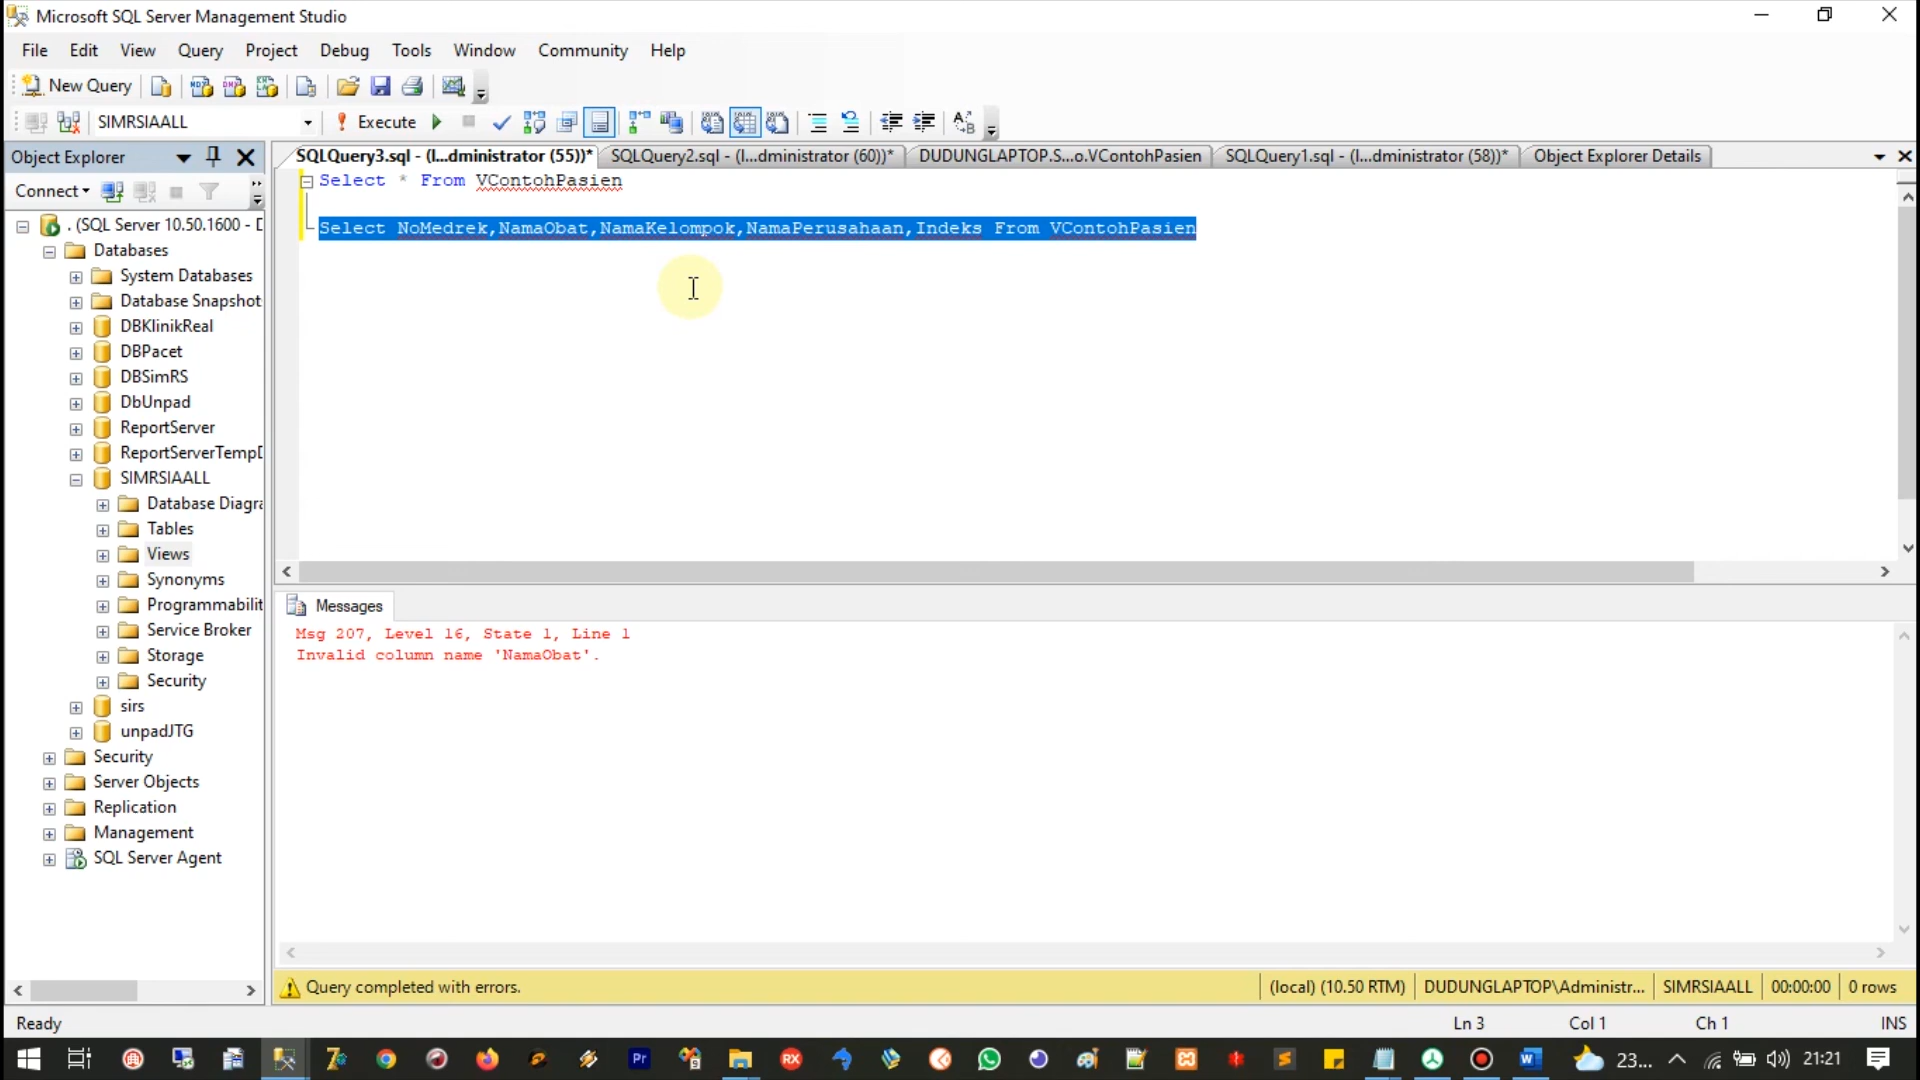 Microsoft SQL Server Management Studio
File Edit View Query Project Debug Tools Window Community Help
New Query
SIMRSIAALL Execute
Object Explorer
SQLQuery3.sql - (l...dministrator (55))* SQLQuery2.sql - (l...dministrator (60))* DUDUNGLAPTOP.S...o.VContohPasien SQLQuery1.sql - (l...dministrator (58))* Object Explorer Details
Connect
Select * From VContohPasien
Select NoMedrek,NamaObat,NamaKelompok,NamaPerusahaan,Indeks From VContohPasien
. (SQL Server 10.50.1600 - D
Databases
System Databases
Database Snapshot
DBKlinikReal
DBPacet
DBSimRS
DbUnpad
ReportServer
ReportServerTempD
SIMRSIAALL
Database Diagra
Tables
Views
Synonyms
Programmabilit
Service Broker
Storage
Security
sirs
unpadJTG
Security
Server Objects
Replication
Management
SQL Server Agent
Messages
Msg 207, Level 16, State 1, Line 1
Invalid column name 'NamaObat'.
Query completed with errors. (local) (10.50 RTM) DUDUNGLAPTOP\Administr... SIMRSIAALL 00:00:00 0 rows
Ready Ln 3 Col 1 Ch 1 INS
23... 21:21